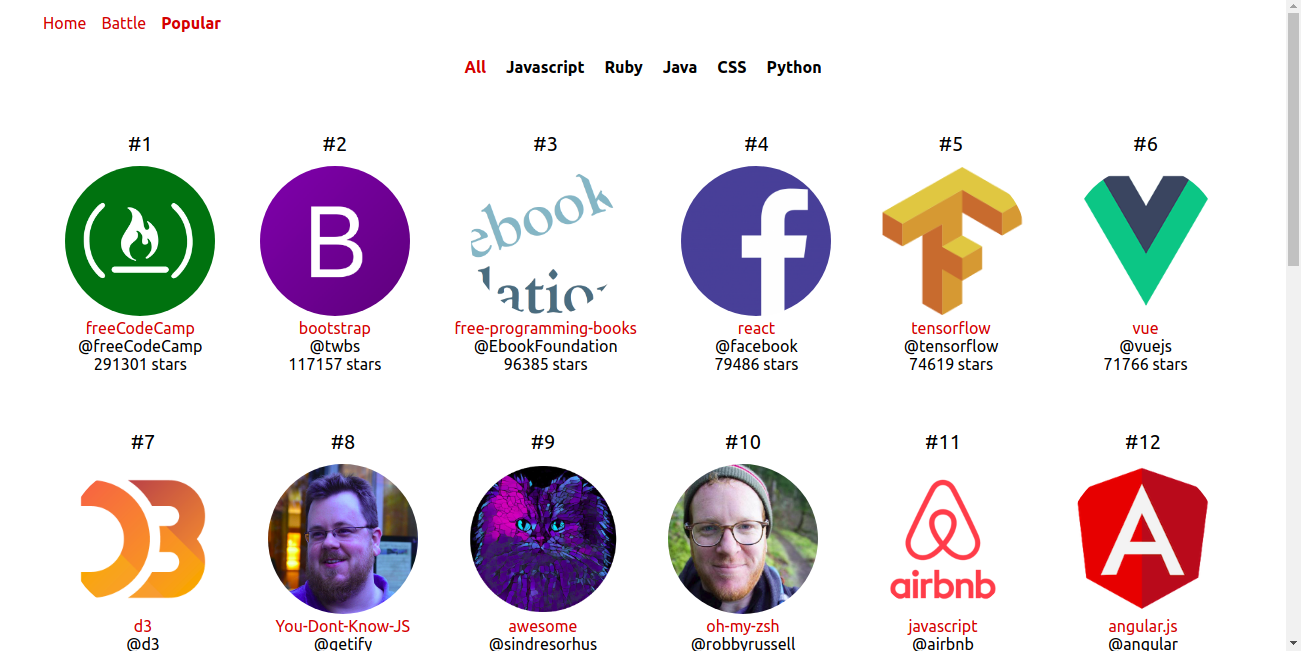 Home Battle Popular
All Javascript Ruby Java CSS Python
#1 #2 #3 #4 #5 #6
B ebook lation f
freeCodeCamp bootstrap free-programming-books react tensorflow vue
@freeCodeCamp @twbs @EbookFoundation @facebook @tensorflow @vuejs
291301 stars 117157 stars 96385 stars 79486 stars 74619 stars 71766 stars
#7 #8 #9 #10 #11 #12
D3 airbnb A
d3 You-Dont-Know-JS awesome oh-my-zsh javascript angular.js
@d3 @getify @sindresorhus @robbyrussell @airbnb @angular